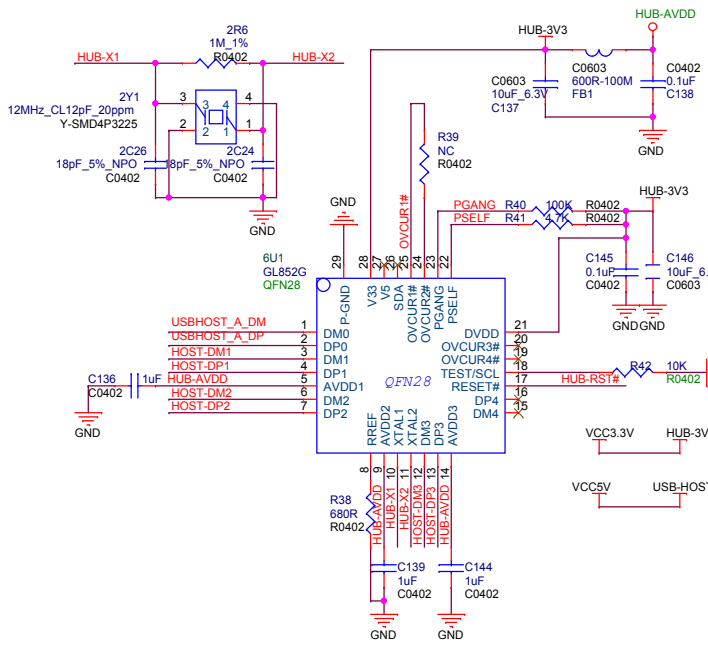 2R6
1M_1%
HUB-X1
R0402
HUB-X2
2Y1
12MHz_CL12pF_20ppm
Y-SMD4P3225
3
4
3
4
2
1
2
1
2C26
18pF_5%_NPO
C0402
2C24
18pF_5%_NPO
C0402
GND
HUB-AVDD
HUB-3V3
C0603
10uF_6.3V
C137
C0603
600R-100M
FB1
C0402
0.1uF
C138
GND
R39
NC
R0402
OVCUR1#
GND
PGANG
R40
100K
R0402
PSELF
R41
4.7K
R0402
HUB-3V3
C145
0.1uF
C0402
C146
10uF_6.
C0603
GND
GND
6U1
GL852G
QFN28
29
28
27
26
25
24
23
22
P-GND
V33
V5
SDA
OVCUR1#
OVCUR2#
PGANG
PSELF
USBHOST_A_DM
1
DM0
USBHOST_A_DP
2
DP0
HOST-DM1
3
DM1
HOST-DP1
4
DP1
C136
1uF
C0402
HUB-AVDD
5
AVDD1
HOST-DM2
6
DM2
HOST-DP2
7
DP2
GND
QFN28
DVDD
21
OVCUR3#
20
OVCUR4#
19
TEST/SCL
18
RESET#
17
DP4
16
DM4
15
R42
10K
R0402
HUB-RST#
RREF
AVDD2
XTAL1
XTAL2
DM3
DP3
AVDD3
8
9
10
11
12
13
14
HUB-AVDD
HUB-X1
HUB-X2
HOST-DM3
HOST-DP3
HUB-AVDD
R38
680R
R0402
C139
1uF
C0402
C144
1uF
C0402
GND
GND
VCC3.3V
HUB-3V
VCC5V
USB-HOST